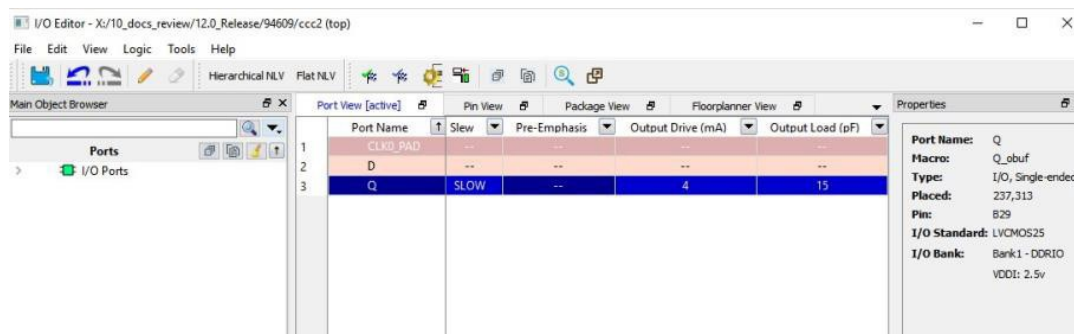 I/O Editor - X:/10_docs_review/12.0_Release/94609/ccc2 (top)
File Edit View Logic Tools Help
Hierarchical NLV Flat NLV
Main Object Browser
Ports
I/O Ports
Port View [active] Pin View Package View Floorplanner View
Port Name Slew Pre-Emphasis Output Drive (mA) Output Load (pF)
1 CLK0_PAD -- -- -- --
2 D -- -- -- --
3 Q SLOW -- 4 15
Properties
Port Name: Q
Macro: Q_obuf
Type: I/O, Single-ended
Placed: 237,313
Pin: B29
I/O Standard: LVCMOS25
I/O Bank: Bank1 - DDRIO
VDDI: 2.5v